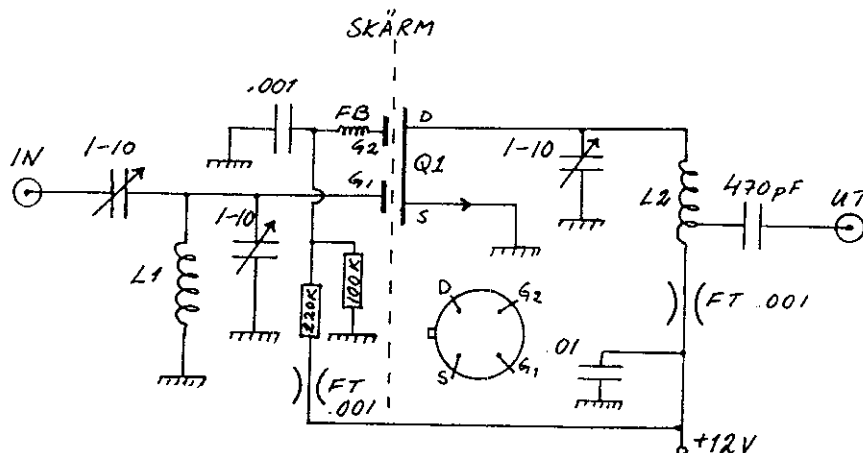 SKÄRM
.001
FB
G2
D
Q1
IN
1-10
G1
1-10
S
1-10
L2
470pF
UT
L1
220K
100K
D
G2
S
G1
FT .001
.01
FT
.001
+12V